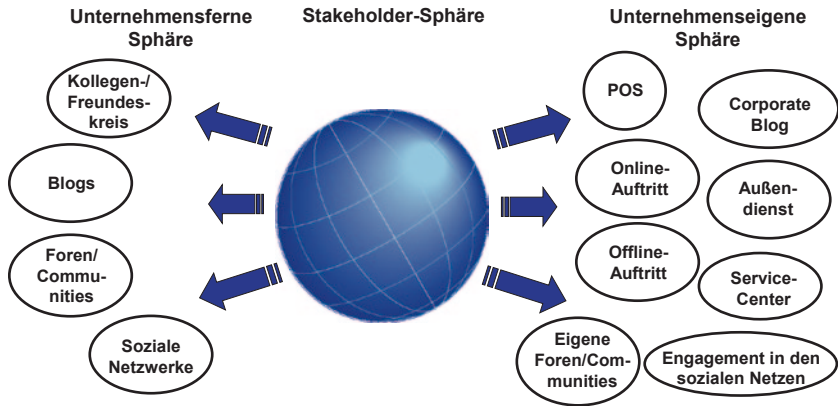 Unternehmensferne
Sphäre
Stakeholder-Sphäre
Unternehmenseigene
Sphäre
Kollegen-/
Freundes-
kreis
Blogs
Foren/
Commu-
nities
Soziale
Netzwerke
POS
Corporate
Blog
Online-
Auftritt
Außen-
dienst
Offline-
Auftritt
Service-
Center
Eigene
Foren/Com-
munities
Engagement in den
sozialen Netzen